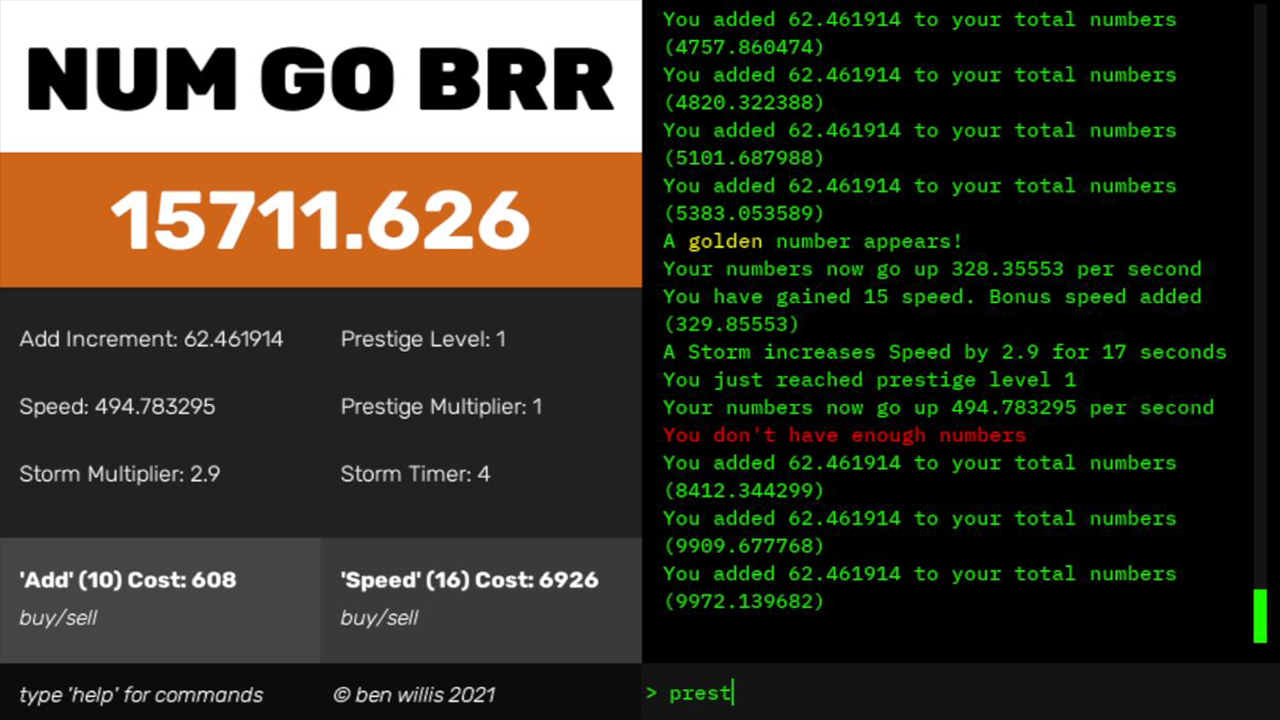 NUM GO BRR
15711.626
Add Increment: 62.461914
Prestige Level: 1
Speed: 494.783295
Prestige Multiplier: 1
Storm Multiplier: 2.9
Storm Timer: 4
'Add' (10) Cost: 608
buy/sell
'Speed' (16) Cost: 6926
buy/sell
type 'help' for commands
© ben willis 2021
You added 62.461914 to your total numbers
(4757.860474)
You added 62.461914 to your total numbers
(4820.322388)
You added 62.461914 to your total numbers
(5101.687988)
You added 62.461914 to your total numbers
(5383.053589)
A golden number appears!
Your numbers now go up 328.35553 per second
You have gained 15 speed. Bonus speed added
(329.85553)
A Storm increases Speed by 2.9 for 17 seconds
You just reached prestige level 1
Your numbers now go up 494.783295 per second
You don't have enough numbers
You added 62.461914 to your total numbers
(8412.344299)
You added 62.461914 to your total numbers
(9909.677768)
You added 62.461914 to your total numbers
(9972.139682)
> prest